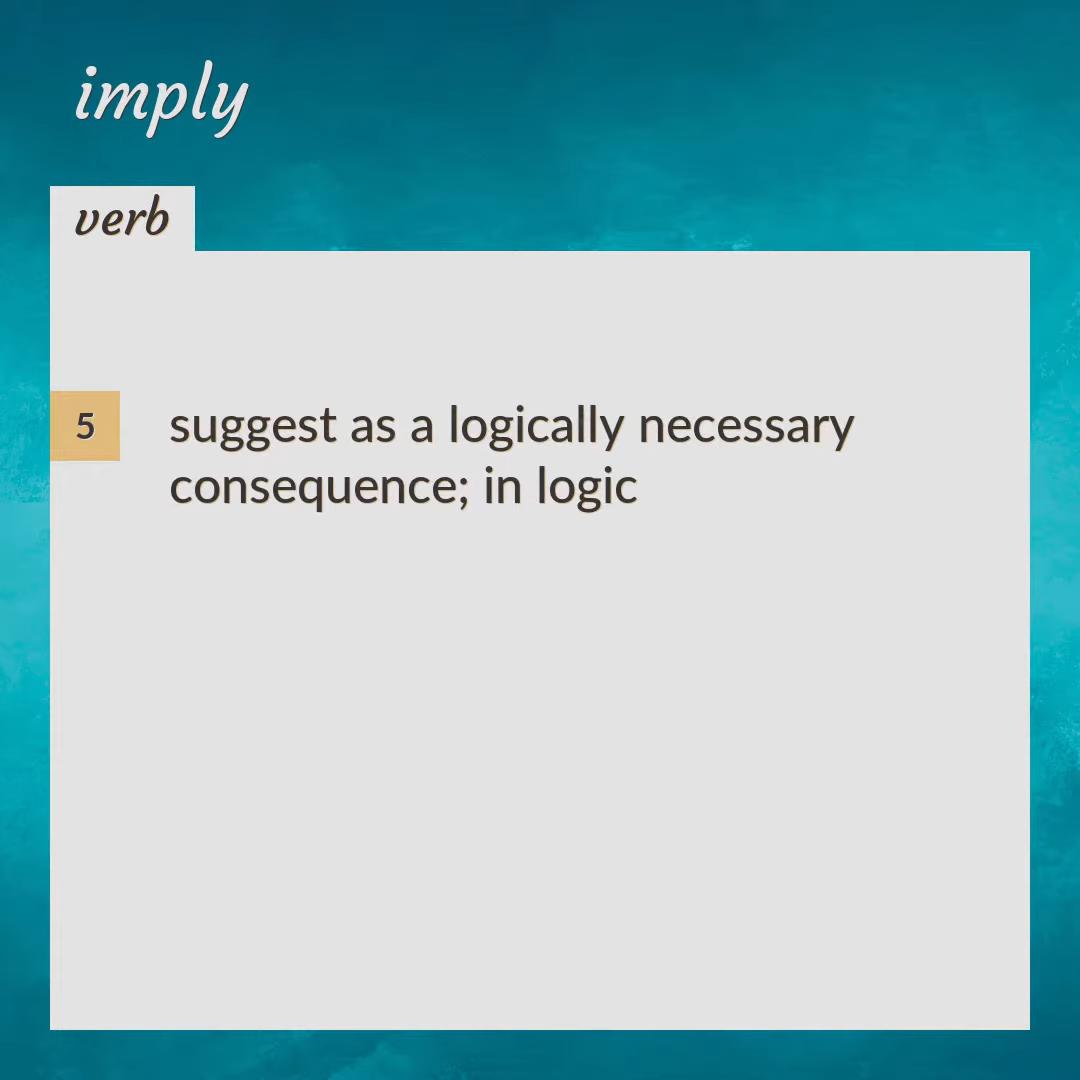 imply
verb
5
suggest as a logically necessary
consequence; in logic